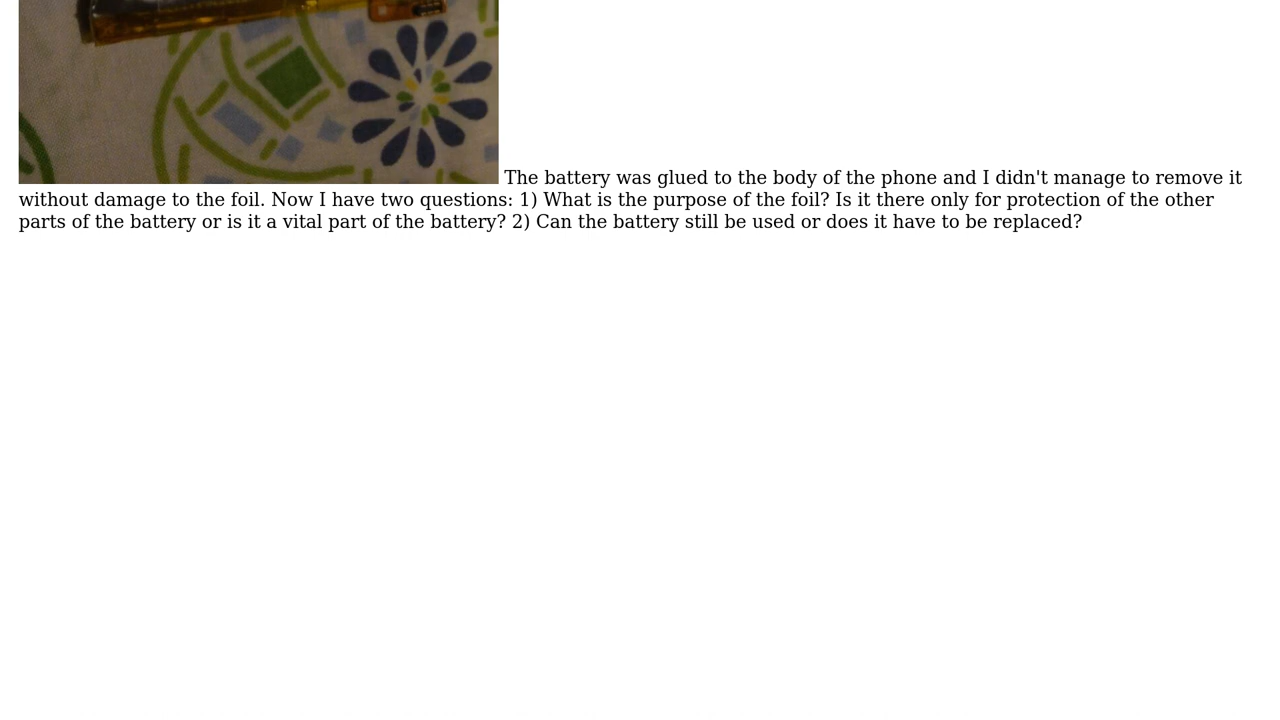 The battery was glued to the body of the phone and I didn't manage to remove it
without damage to the foil. Now I have two questions: 1) What is the purpose of the foil? Is it there only for protection of the other
parts of the battery or is it a vital part of the battery? 2) Can the battery still be used or does it have to be replaced?